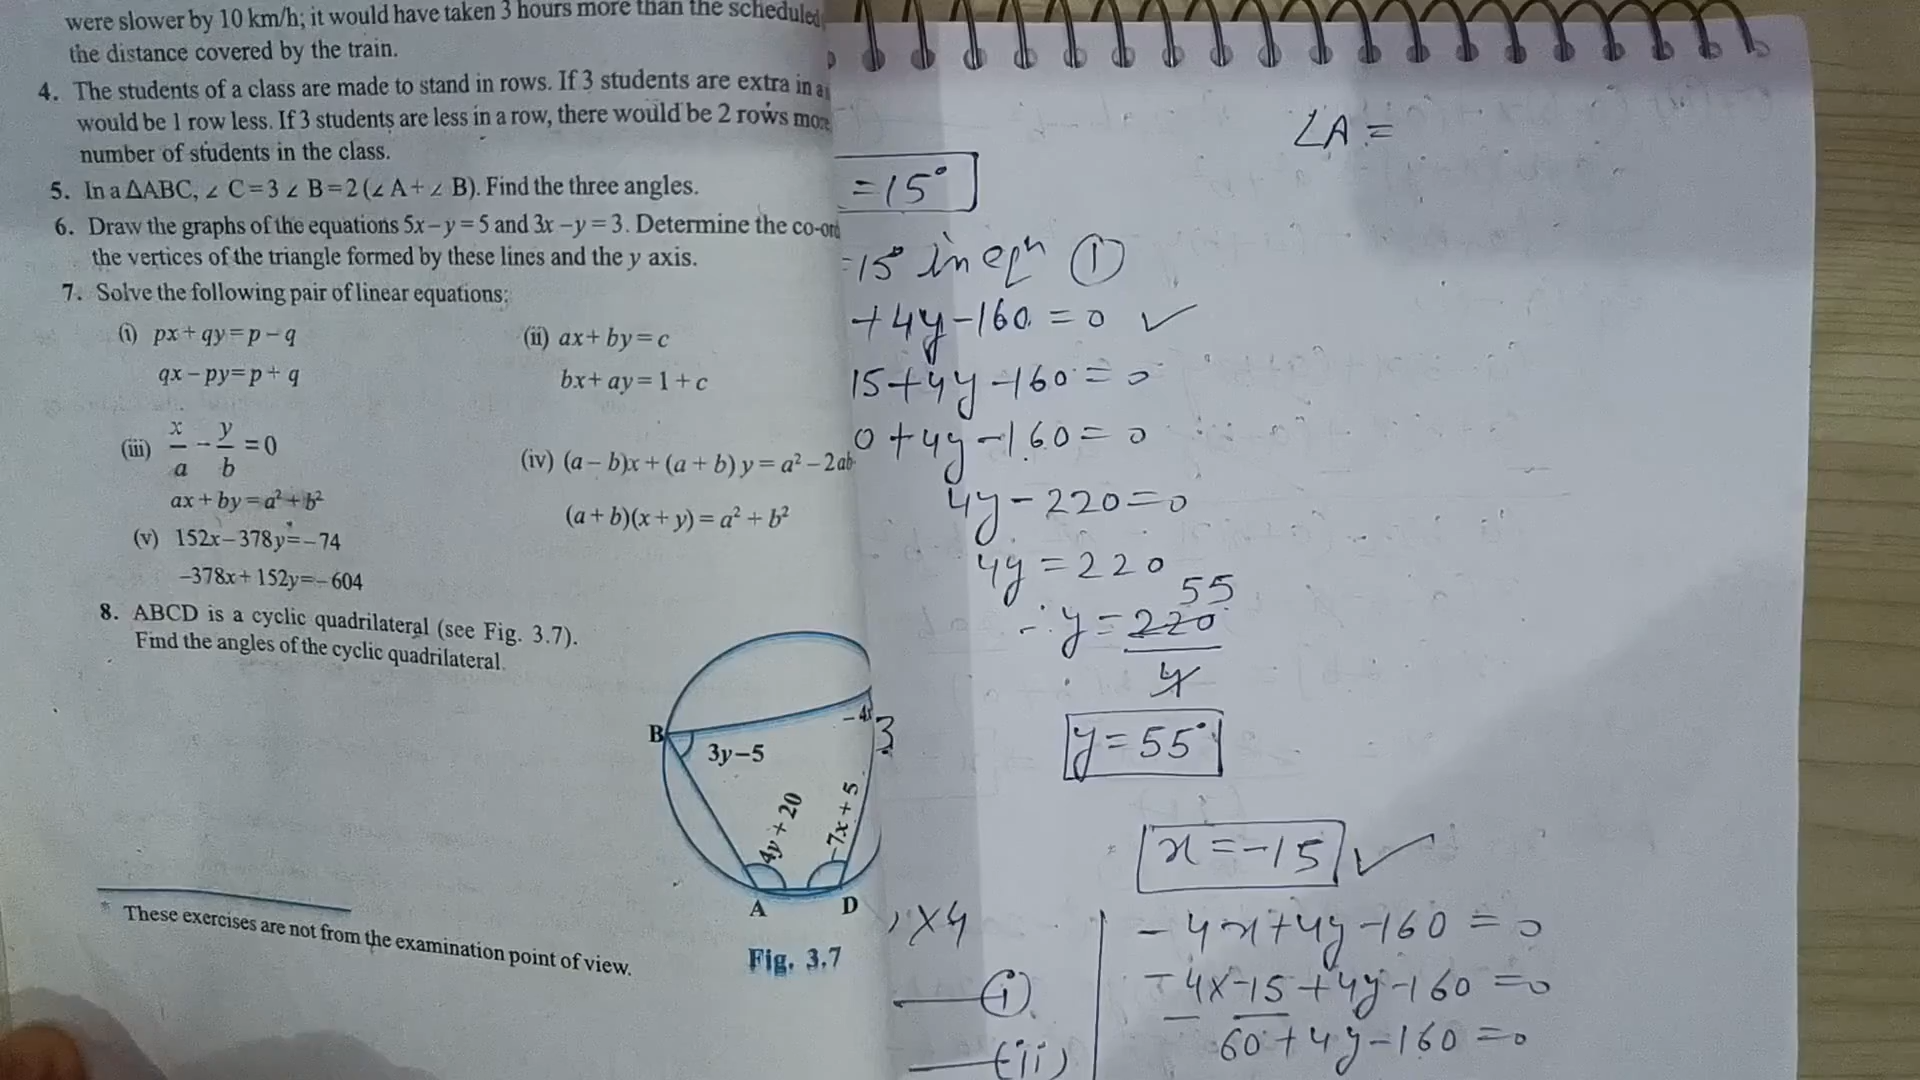 were slower by 10 km/h; it would have taken 3 hours more than the scheduled
the distance covered by the train.
4. The students of a class are made to stand in rows. If 3 students are extra in a
would be 1 row less. If 3 students are less in a row, there would be 2 rows more
number of students in the class.
5. In a ΔABC, ∠ C = 3 ∠ B = 2 (∠ A + ∠ B). Find the three angles.
6. Draw the graphs of the equations 5x – y = 5 and 3x – y = 3. Determine the co-ord
the vertices of the triangle formed by these lines and the y axis.
7. Solve the following pair of linear equations:
(i) px + qy = p – q
(ii) ax + by = c
qx – py = p + q
bx + ay = 1 + c
(iii) x/a – y/b = 0
(iv) (a – b)x + (a + b) y = a² – 2ab
ax + by = a² + b²
(a + b)(x + y) = a² + b²
(v) 152x – 378y = – 74
–378x + 152y = – 604
8. ABCD is a cyclic quadrilateral (see Fig. 3.7).
Find the angles of the cyclic quadrilateral.
B
3y – 5
– 4x
4y + 20
– 7x + 5
A
D
Fig. 3.7
* These exercises are not from the examination point of view.
∠A =
= 15°
= 15° in eqn ①
+ 4y – 160 = 0 ✓
15 + 4y – 160 = 0
0 + 4y – 160 = 0
4y – 220 = 0
4y = 220
55
y = 220
4
y = 55°
3
x = –15 ✓
x 4
① 
(ii)
– 4x + 4y – 160 = 0
– 4x–15 + 4y – 160 = 0
60 + 4y – 160 = 0